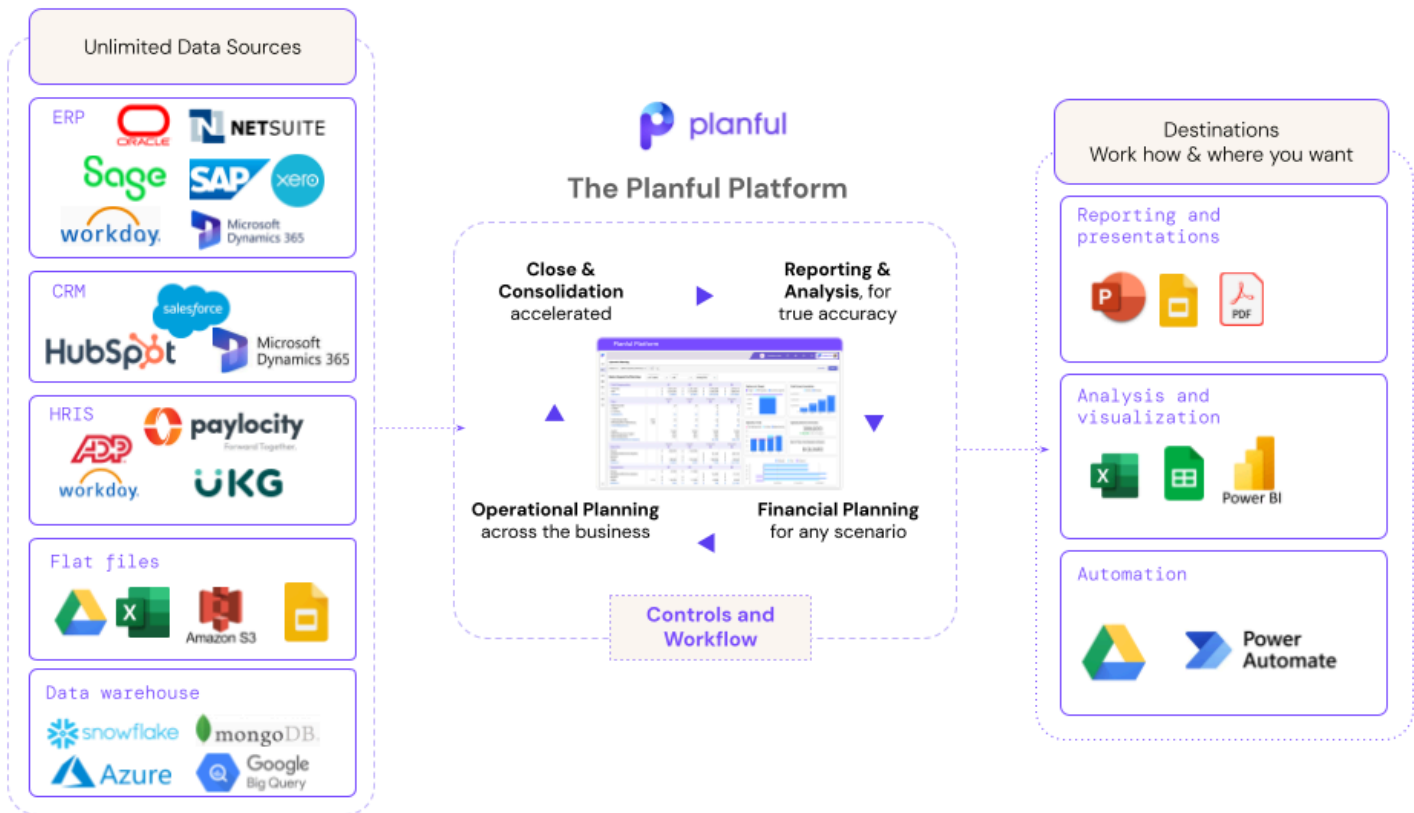 Unlimited Data Sources
ERP
ORACLE
NETSUITE
Sage
SAP
xero
workday.
Microsoft
Dynamics 365
CRM
salesforce
HubSpot
Microsoft
Dynamics 365
HRIS
paylocity
Forward Together.
ADP
workday.
UKG
Flat files
X
Amazon S3
Data warehouse
snowflake
mongoDB.
Azure
Google
Big Query
planful
The Planful Platform
Close &
Consolidation
accelerated
Reporting &
Analysis, for
true accuracy
Planful Platform
Operational Planning
across the business
Financial Planning
for any scenario
Controls and
Workflow
Destinations
Work how & where you want
Reporting and
presentations
P
PDF
Analysis and
visualization
X
Power BI
Automation
Power
Automate